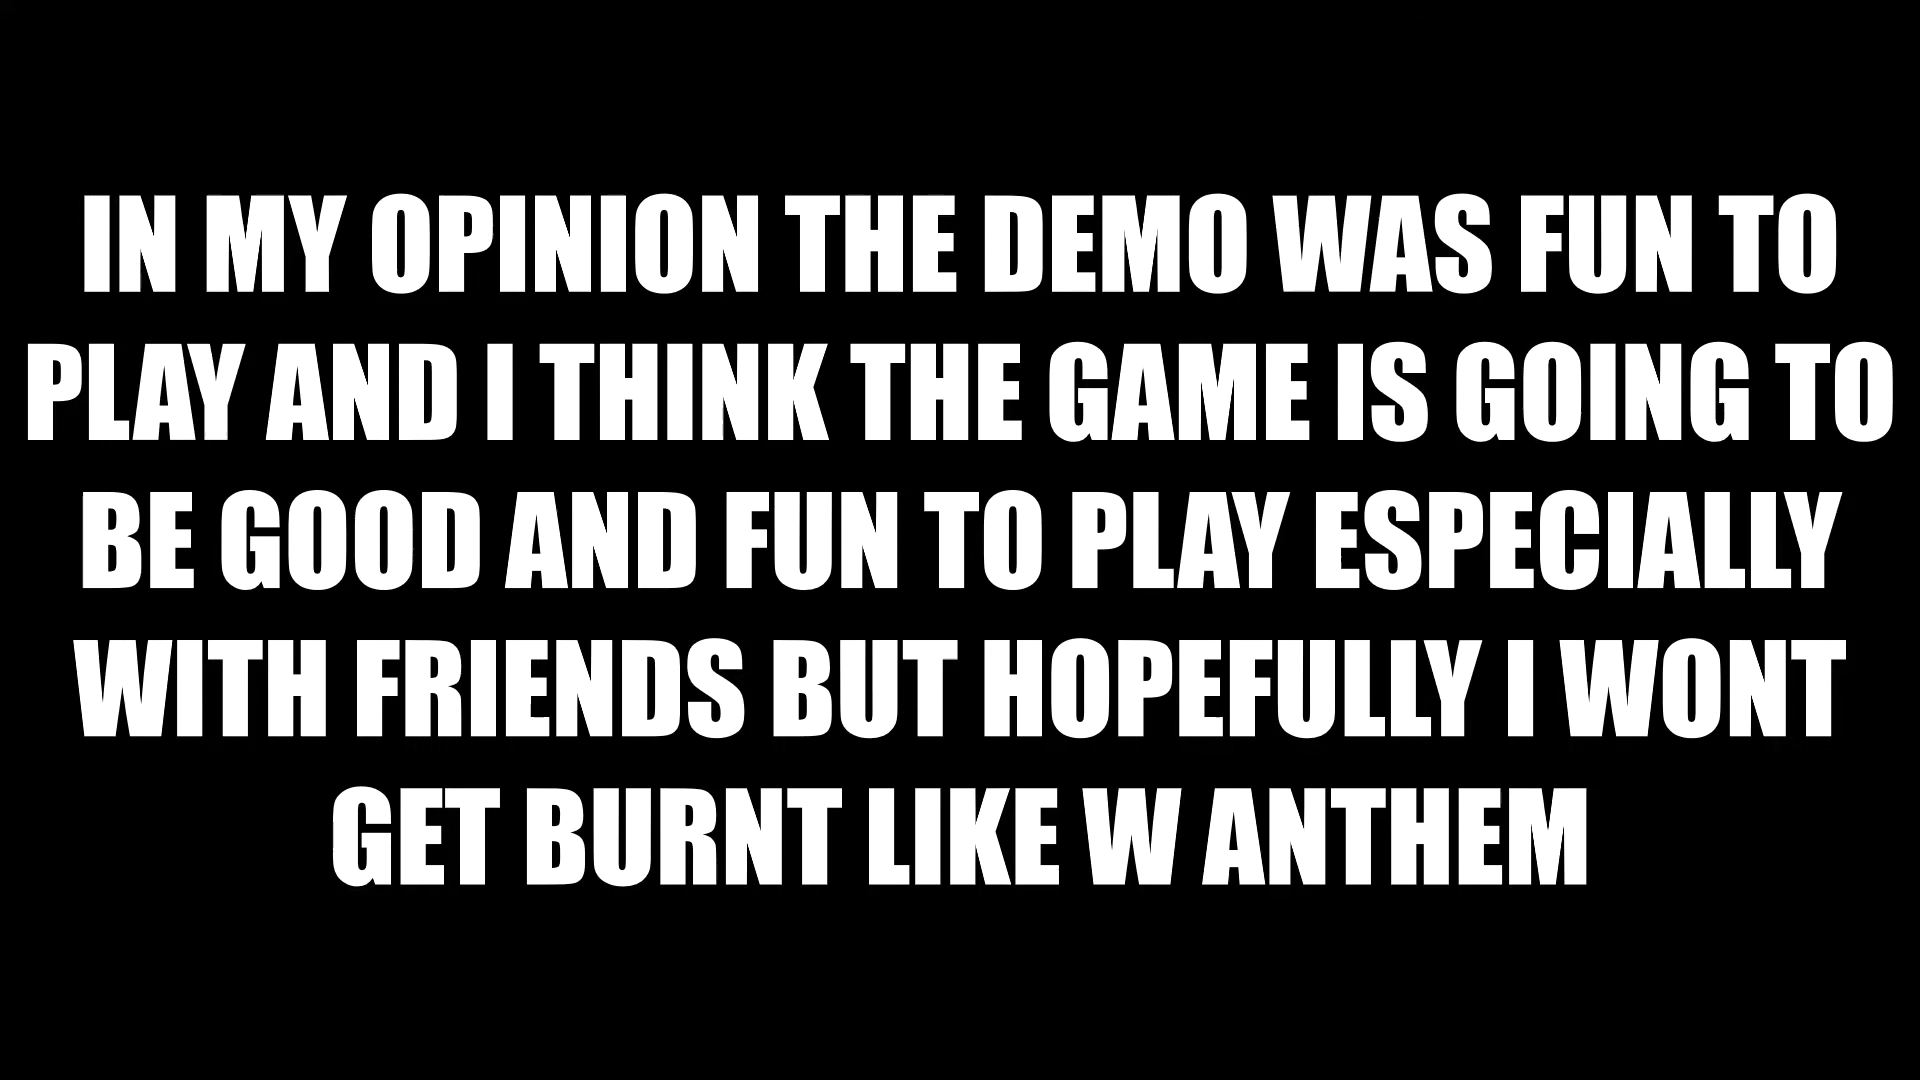 IN MY OPINION THE DEMO WAS FUN TO
PLAY AND I THINK THE GAME IS GOING TO
BE GOOD AND FUN TO PLAY ESPECIALLY
WITH FRIENDS BUT HOPEFULLY I WONT
GET BURNT LIKE W ANTHEM